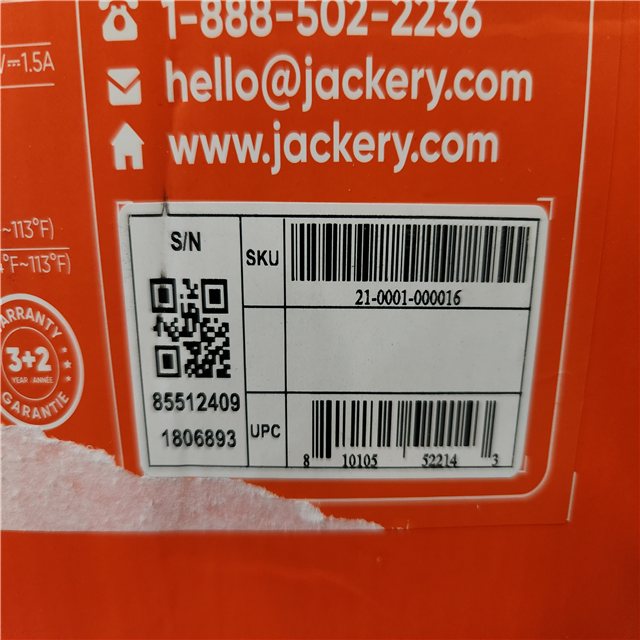 1-888-502-2236
V⎓1.5A
hello@jackery.com
www.jackery.com
~113°F)
°F~113°F)
S/N
SKU
21-0001-000016
85512409
1806893
UPC
8 10105 52214 3
WARRANTY
3+2
YEAR ANNÉE
GARANTIE